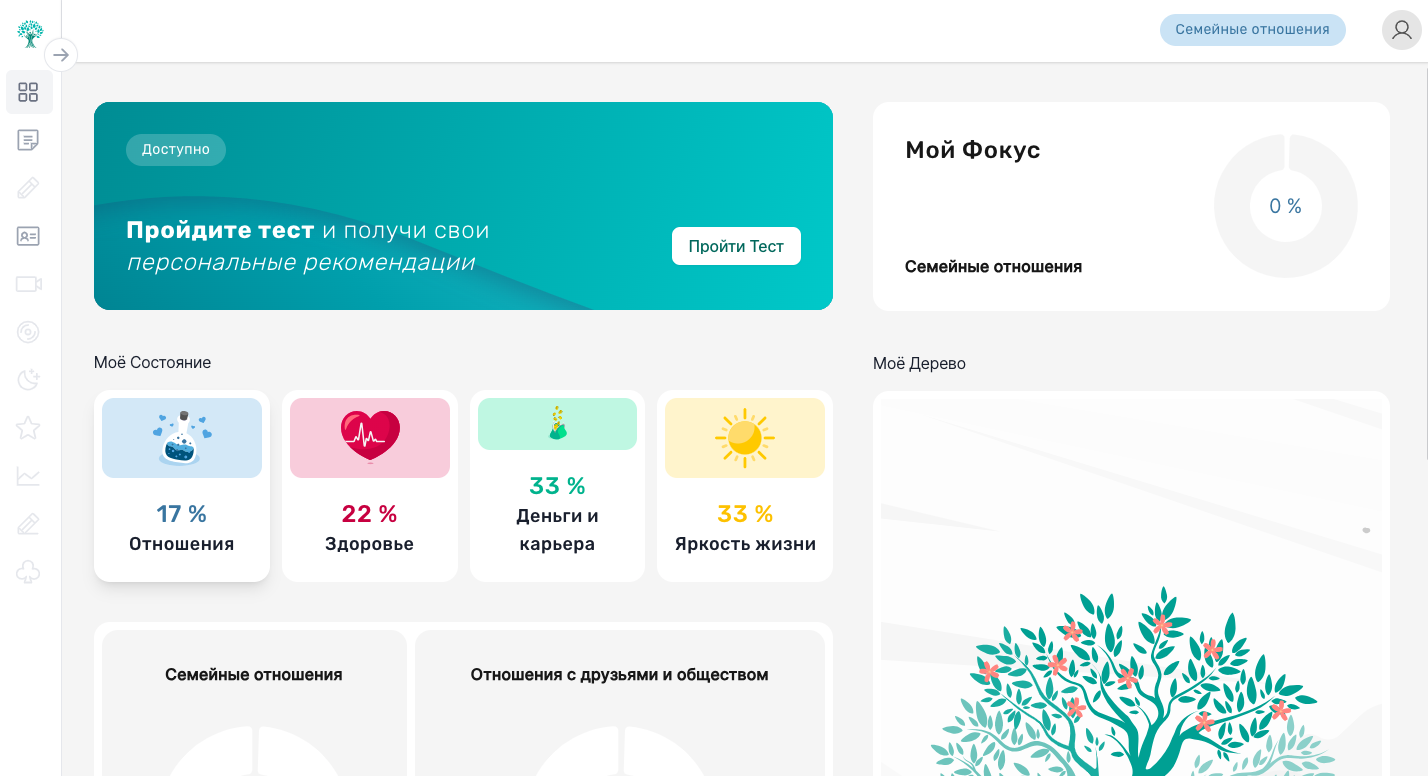 Семейные отношения
Доступно
Пройдите тест и получи свои
персональные рекомендации
Пройти Тест
Мой Фокус
0 %
Семейные отношения
Моё Состояние
17 %
Отношения
22 %
Здоровье
33 %
Деньги и
карьера
33 %
Яркость жизни
Моё Дерево
Семейные отношения
Отношения с друзьями и обществом